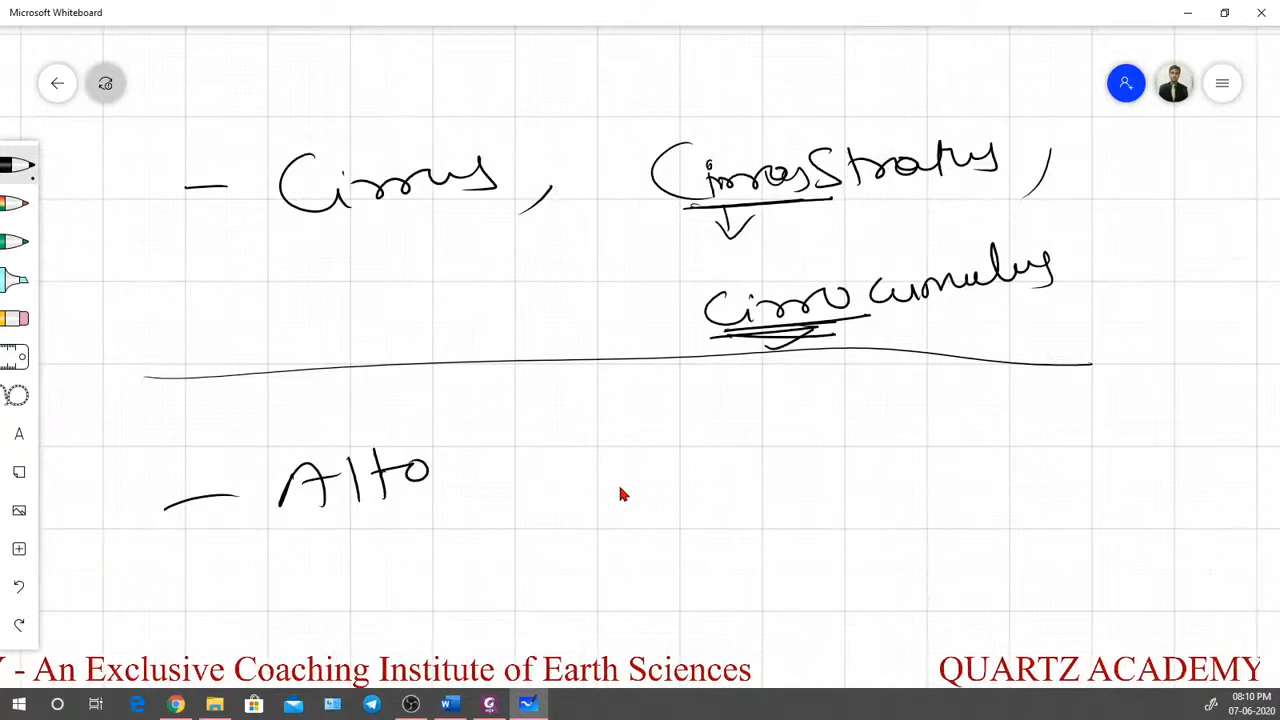 Microsoft Whiteboard
- Cirrus, Cirrostratus,
Cirrocumulus
- Alto
A
Y - An Exclusive Coaching Institute of Earth Sciences QUARTZ ACADEMY
08:10 PM
07-06-2020